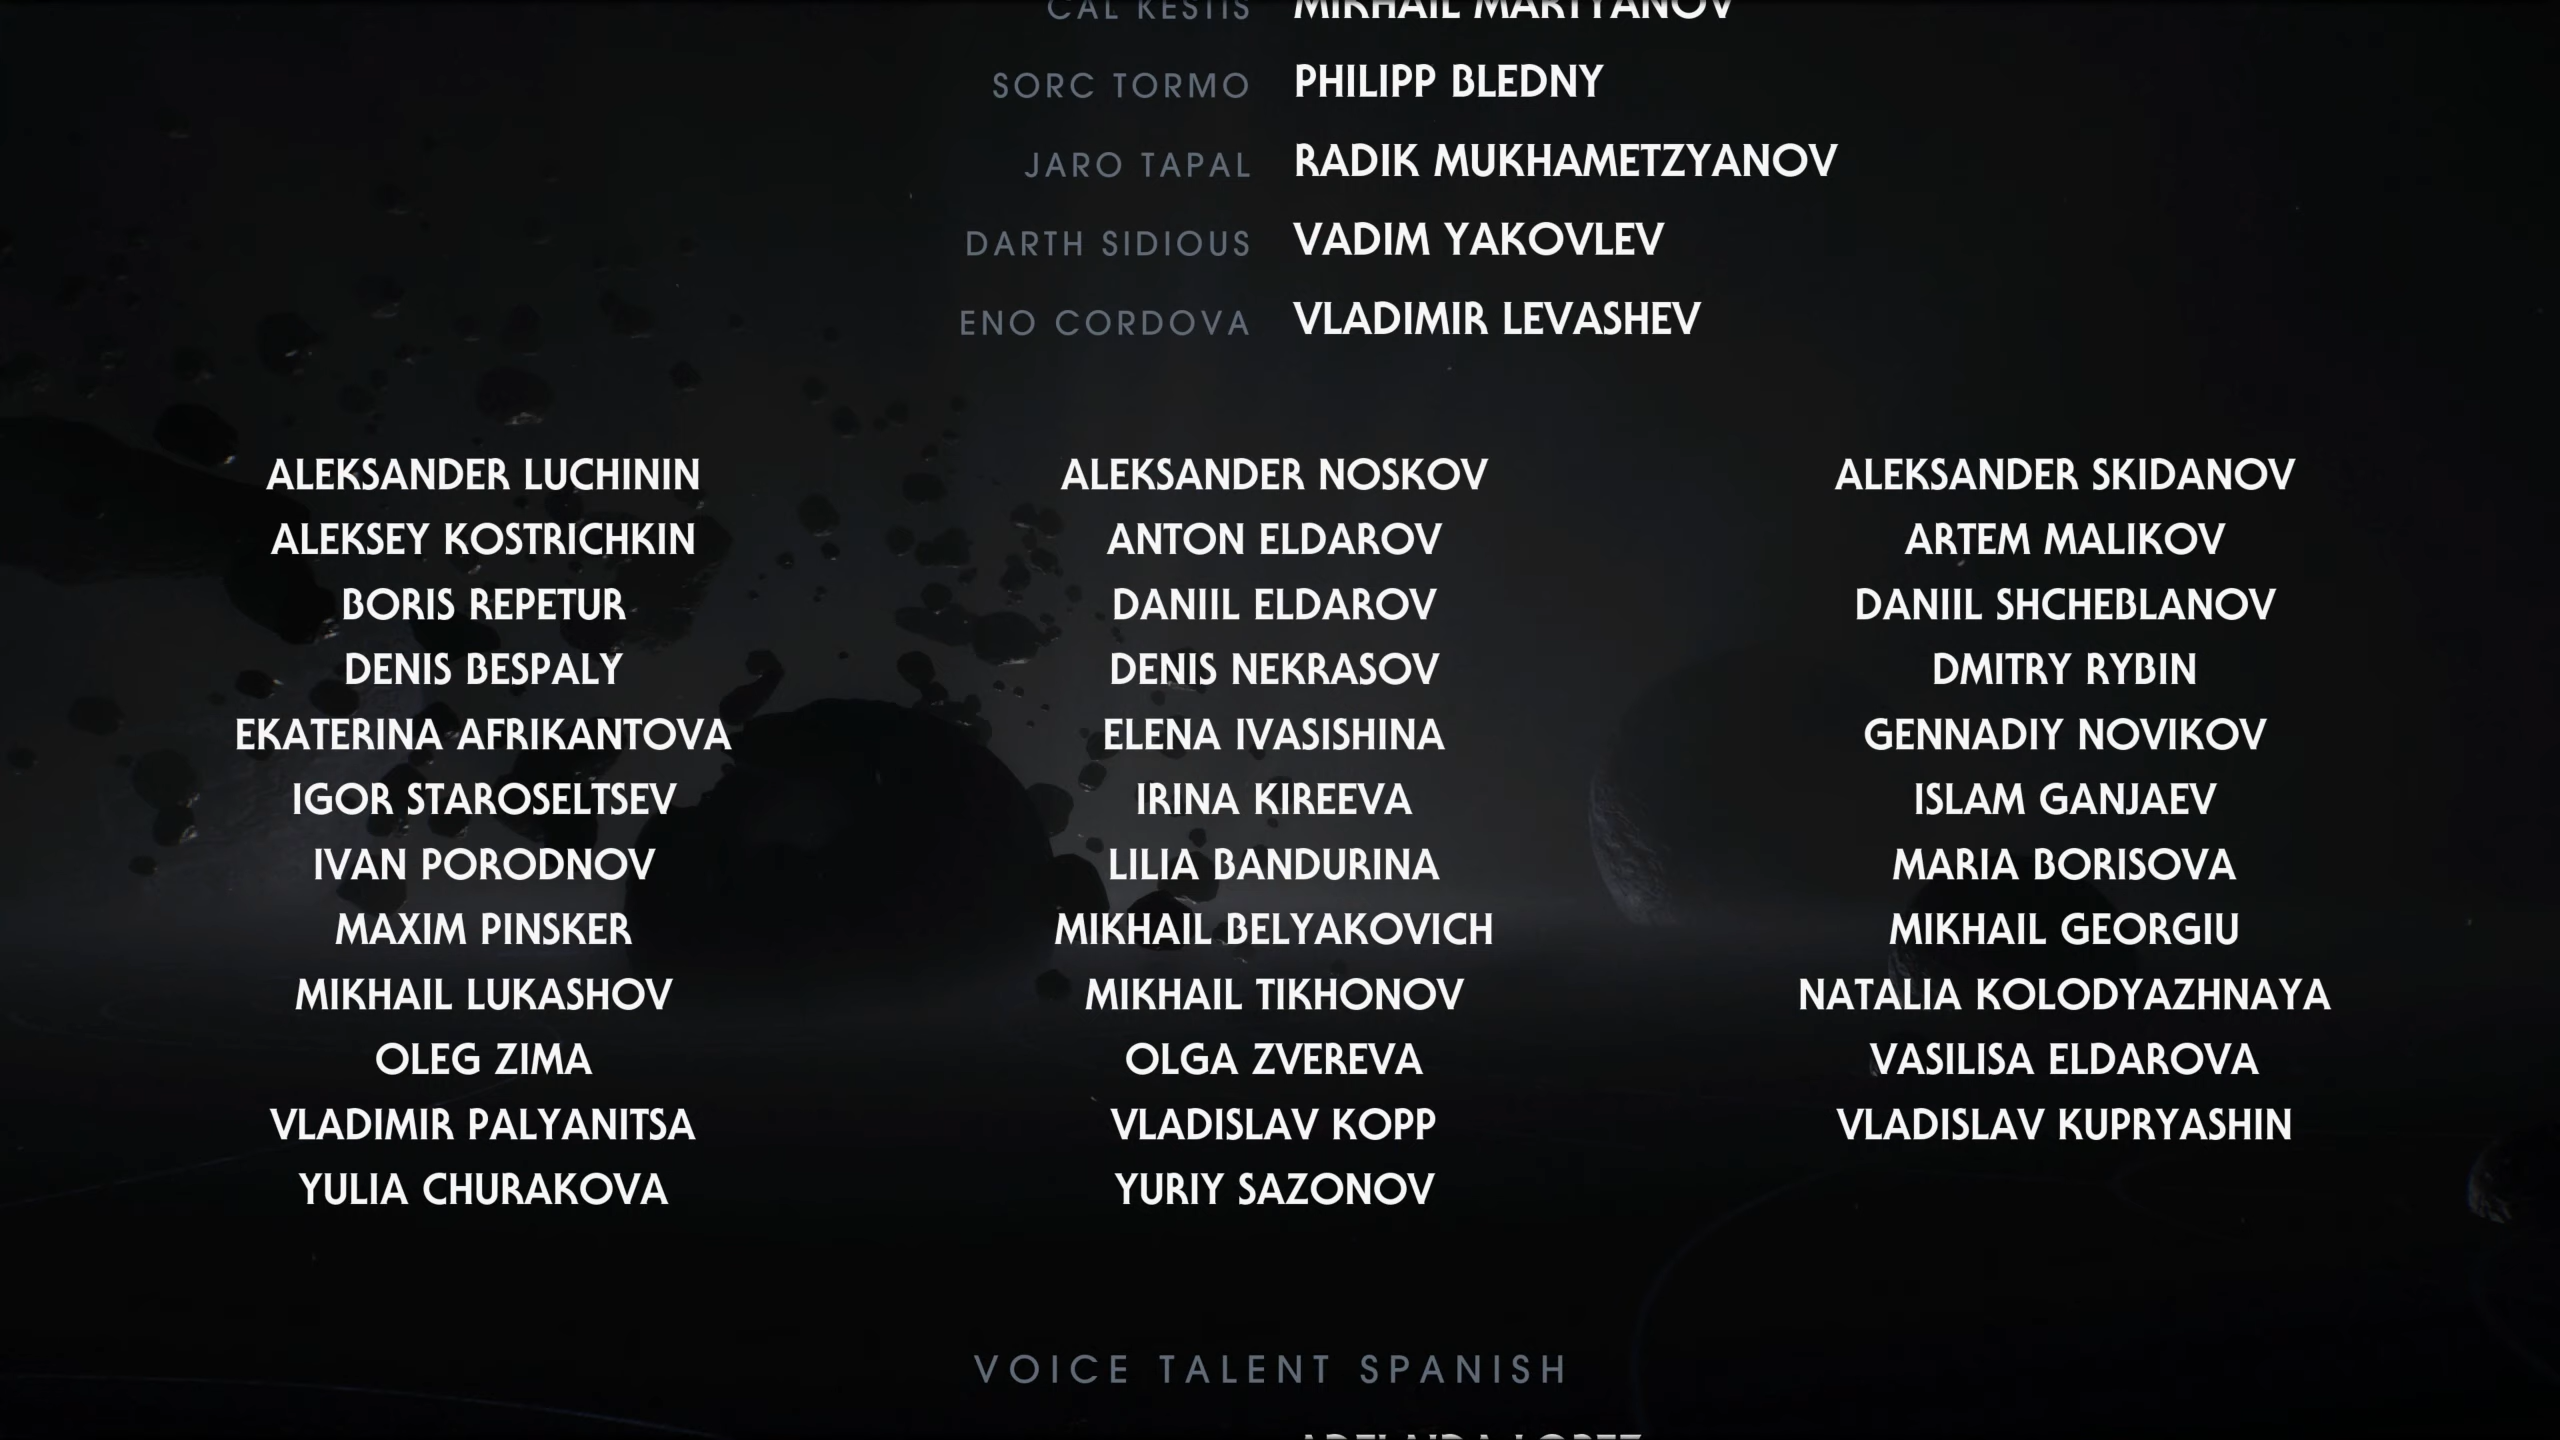 CAL KESTIS MIKHAIL MARTYANOV
SORC TORMO PHILIPP BLEDNY
JARO TAPAL RADIK MUKHAMETZYANOV
DARTH SIDIOUS VADIM YAKOVLEV
ENO CORDOVA VLADIMIR LEVASHEV
ALEKSANDER LUCHININ ALEKSANDER NOSKOV ALEKSANDER SKIDANOV
ALEKSEY KOSTRICHKIN ANTON ELDAROV ARTEM MALIKOV
BORIS REPETUR DANIIL ELDAROV DANIIL SHCHEBLANOV
DENIS BESPALY DENIS NEKRASOV DMITRY RYBIN
EKATERINA AFRIKANTOVA ELENA IVASISHINA GENNADIY NOVIKOV
IGOR STAROSELTSEV IRINA KIREEVA ISLAM GANJAEV
IVAN PORODNOV LILIA BANDURINA MARIA BORISOVA
MAXIM PINSKER MIKHAIL BELYAKOVICH MIKHAIL GEORGIU
MIKHAIL LUKASHOV MIKHAIL TIKHONOV NATALIA KOLODYAZHNAYA
OLEG ZIMA OLGA ZVEREVA VASILISA ELDAROVA
VLADIMIR PALYANITSA VLADISLAV KOPP VLADISLAV KUPRYASHIN
YULIA CHURAKOVA YURIY SAZONOV
VOICE TALENT SPANISH